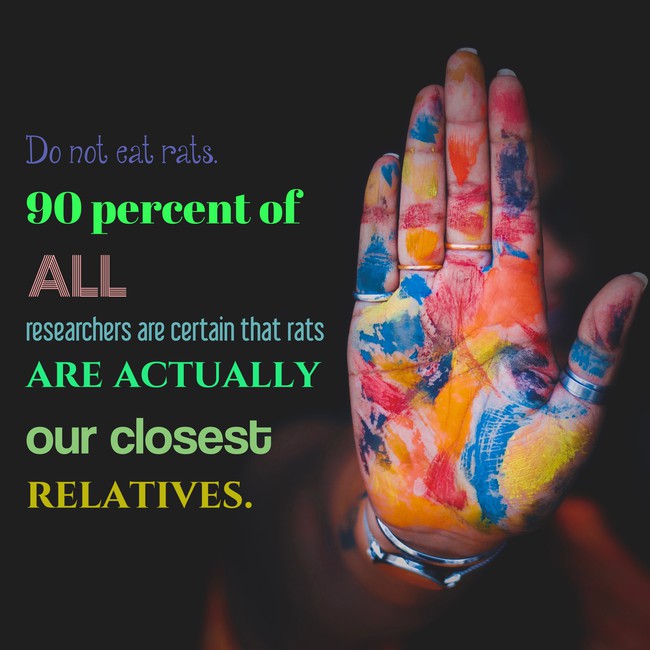 Do not eat rats.
90 percent of
ALL
researchers are certain that rats
ARE ACTUALLY
our closest
RELATIVES.